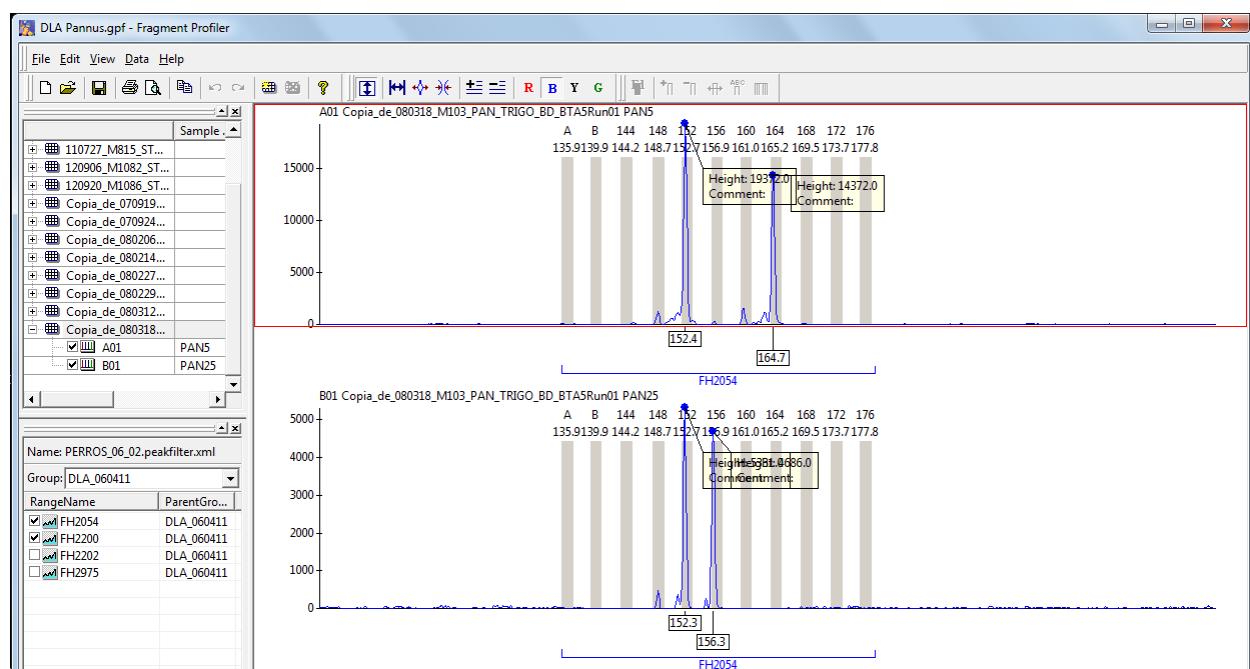 DLA Pannus.gpf - Fragment Profiler
File Edit View Data Help
R B Y G
ABC
Sample .
110727_M815_ST...
120906_M1082_ST...
120920_M1086_ST...
Copia_de_070919...
Copia_de_070924...
Copia_de_080206...
Copia_de_080214...
Copia_de_080227...
Copia_de_080229...
Copia_de_080312...
Copia_de_080318...
A01 PAN5
B01 PAN25
Name: PERROS_06_02.peakfilter.xml
Group: DLA_060411
RangeName ParentGro...
FH2054 DLA_060411
FH2200 DLA_060411
FH2202 DLA_060411
FH2975 DLA_060411
A01 Copia_de_080318_M103_PAN_TRIGO_BD_BTA5Run01 PAN5
A B 144 148 152 156 160 164 168 172 176
135.9 139.9 144.2 148.7 152.7 156.9 161.0 165.2 169.5 173.7 177.8
15000
10000
5000
0
Height: 19372.0
Comment:
Height: 14372.0
Comment:
152.4
164.7
FH2054
B01 Copia_de_080318_M103_PAN_TRIGO_BD_BTA5Run01 PAN25
A B 144 148 152 156 160 164 168 172 176
135.9 139.9 144.2 148.7 152.7 156.9 161.0 165.2 169.5 173.7 177.8
5000
4000
3000
2000
1000
0
Comment:
152.3
156.3
FH2054